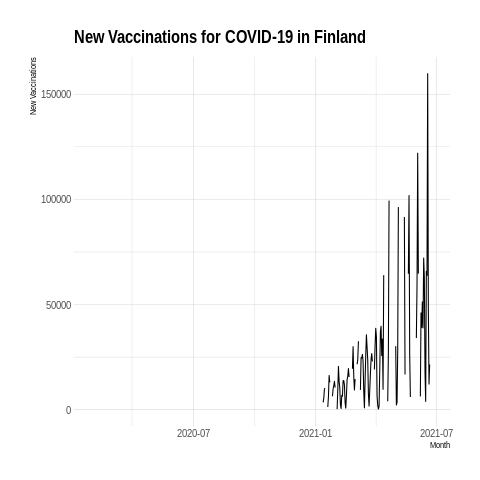 New Vaccinations for COVID-19 in Finland
New Vaccinations
150000
100000
50000
0
2020-07
2021-01
2021-07
Month